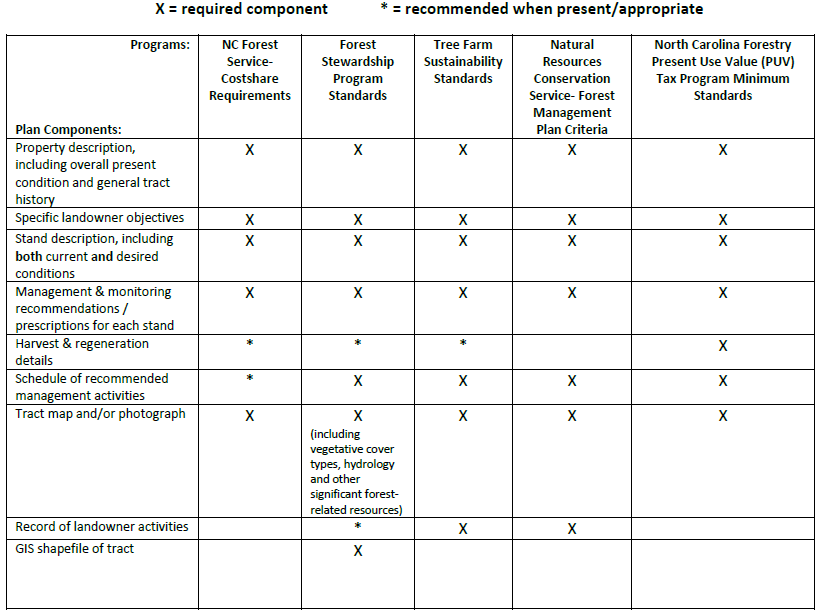 X = required component * = recommended when present/appropriate
Programs:
Plan Components:
NC Forest
Service-
Costshare
Requirements
Forest
Stewardship
Program
Standards
Tree Farm
Sustainability
Standards
Natural
Resources
Conservation
Service- Forest
Management
Plan Criteria
North Carolina Forestry
Present Use Value (PUV)
Tax Program Minimum
Standards
Property description,
including overall present
condition and general tract
history
X X X X X
Specific landowner objectives
X X X X X
Stand description, including
both current and desired
conditions
X X X X X
Management & monitoring
recommendations /
prescriptions for each stand
X X X X X
Harvest & regeneration
details
* * * X
Schedule of recommended
management activities
* X X X X
Tract map and/or photograph
X X X X X
(including
vegetative cover
types, hydrology
and other
significant forest-
related resources)
Record of landowner activities
* X X
GIS shapefile of tract
X